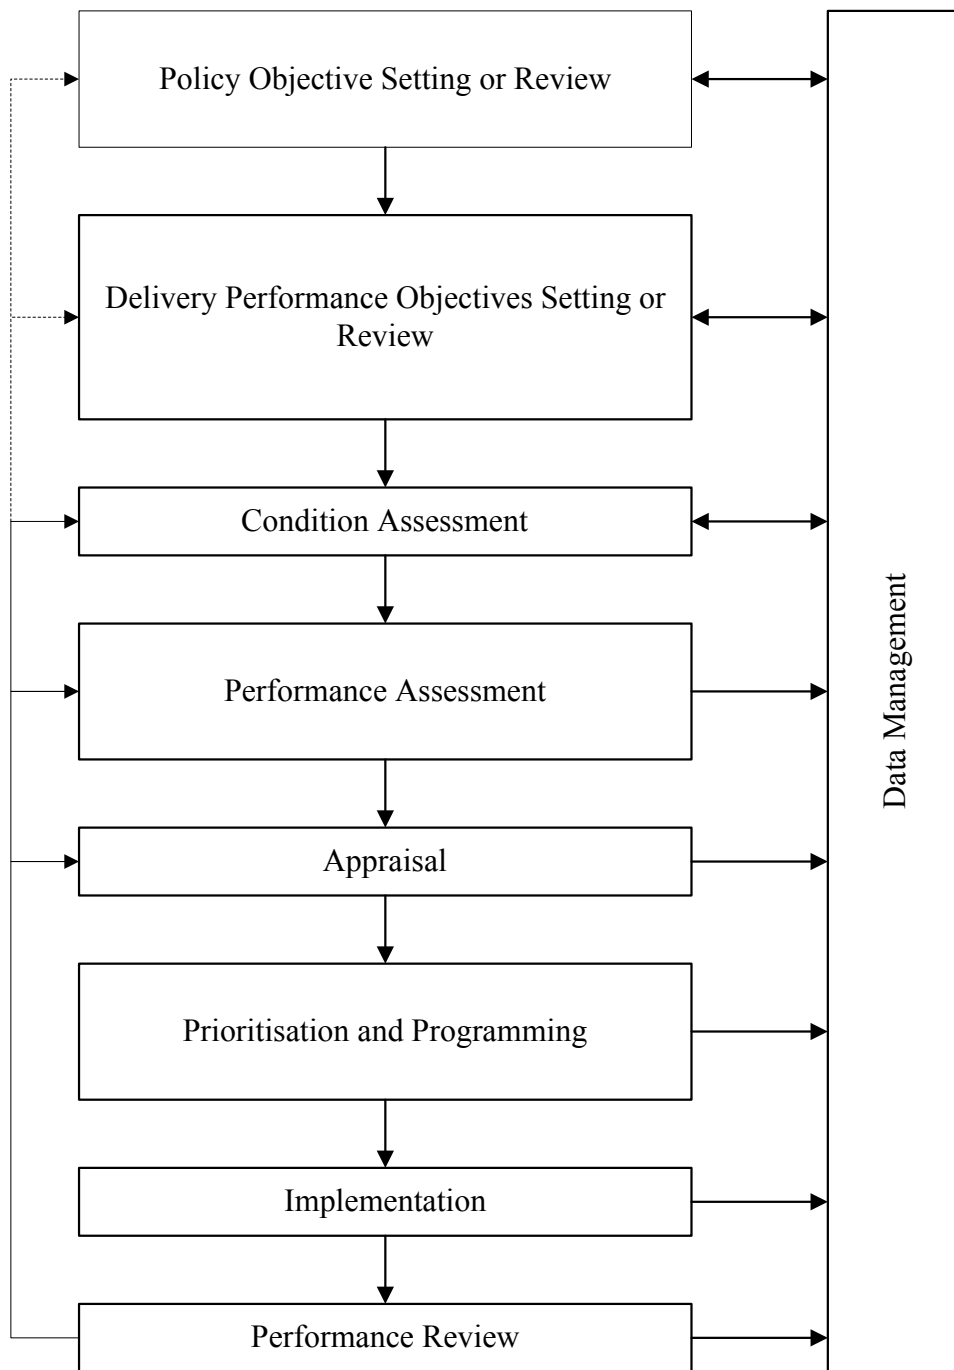 Policy Objective Setting or Review
Delivery Performance Objectives Setting or
Review
Condition Assessment
Performance Assessment
Appraisal
Prioritisation and Programming
Implementation
Performance Review
Data Management